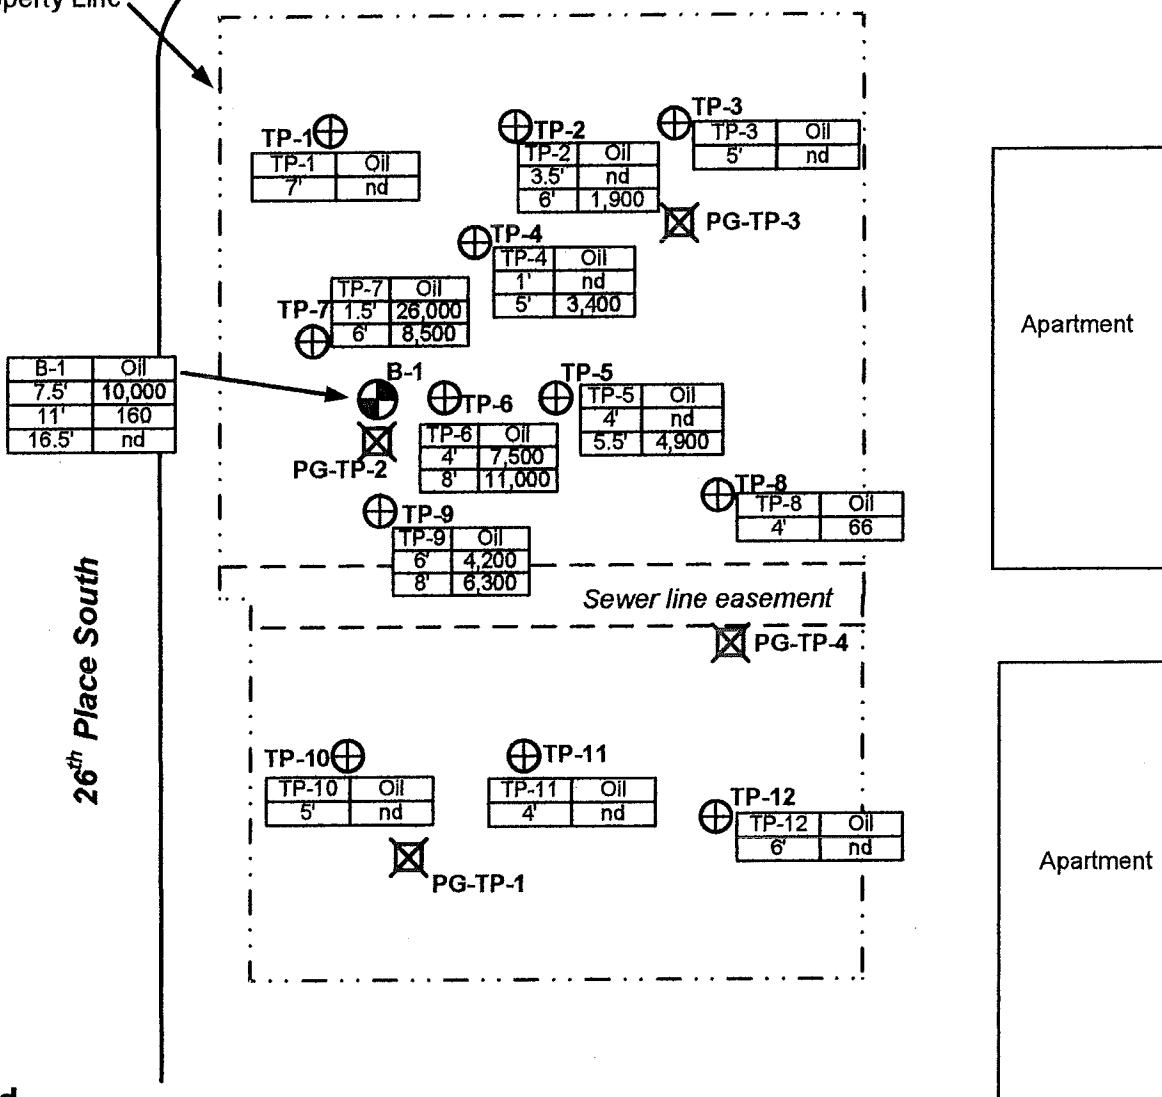 perty Line
TP-1
TP-1 Oil
7' nd
TP-2
TP-2 Oil
3.5' nd
6' 1,900
TP-3
TP-3 Oil
5' nd
PG-TP-3
TP-4
TP-4 Oil
1' nd
5' 3,400
TP-7
TP-7 Oil
1.5' 26,000
6' 8,500
Apartment
B-1 Oil
7.5' 10,000
11' 160
16.5' nd
B-1
PG-TP-2
TP-6
TP-6 Oil
4' 7,500
8' 11,000
TP-5
TP-5 Oil
4' nd
5.5' 4,900
TP-8
TP-8 Oil
4' 66
TP-9
TP-9 Oil
6' 4,200
8' 6,300
Sewer line easement
PG-TP-4
26th Place South
TP-10
TP-10 Oil
5' nd
TP-11
TP-11 Oil
4' nd
TP-12
TP-12 Oil
6' nd
PG-TP-1
Apartment